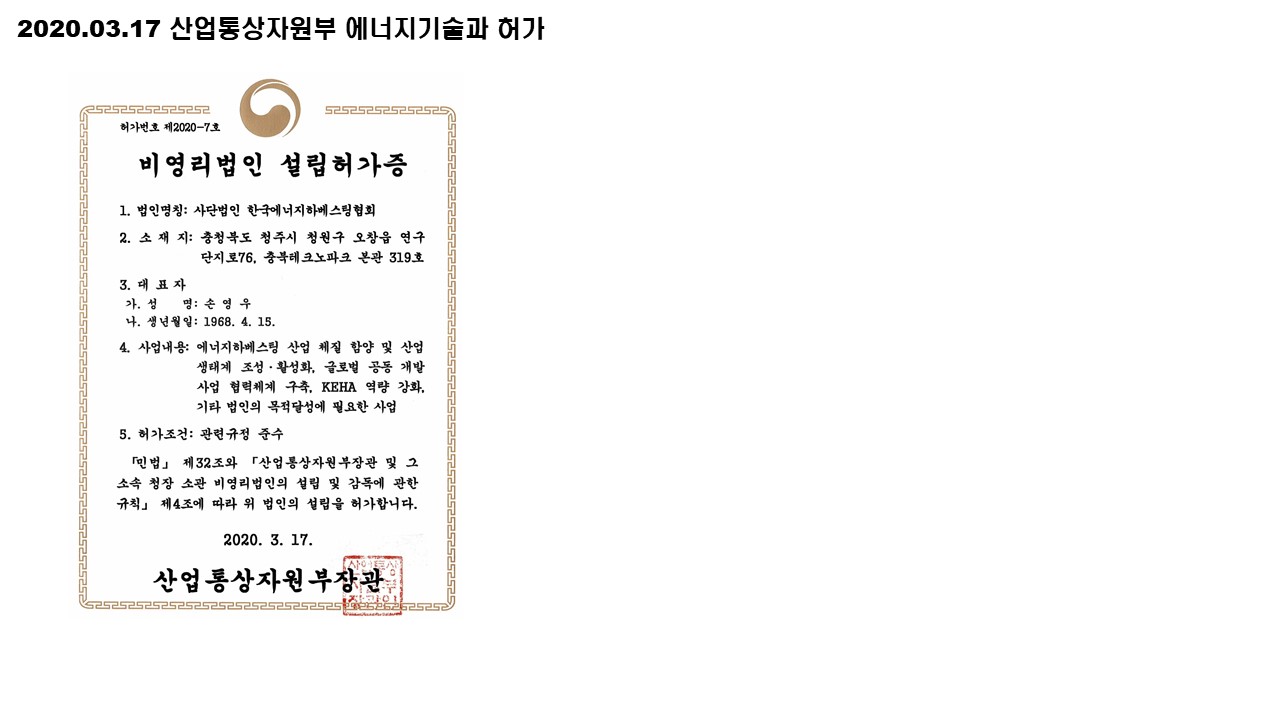 2020.03.17 산업통상자원부 에너지기술과 허가
허가번호 제2020-7호
비영리법인 설립허가증
1. 법인명칭: 사단법인 한국에너지하베스팅협회
2. 소 재 지: 충청북도 청주시 청원구 오창읍 연구
단지로76, 충북테크노파크 본관 319호
3. 대 표 자
가. 성 명: 손 영 우
나. 생년월일: 1968. 4. 15.
4. 사업내용: 에너지하베스팅 산업 체질 함양 및 산업
생태계 조성·활성화, 글로벌 공동 개발
사업 협력체계 구축, KEHA 역량 강화,
기타 법인의 목적달성에 필요한 사업
5. 허가조건: 관련규정 준수
「민법」 제32조와 「산업통상자원부장관 및 그
소속 청장 소관 비영리법인의 설립 및 감독에 관한
규칙」 제4조에 따라 위 법인의 설립을 허가합니다.
2020. 3. 17.
산업통상자원부장관